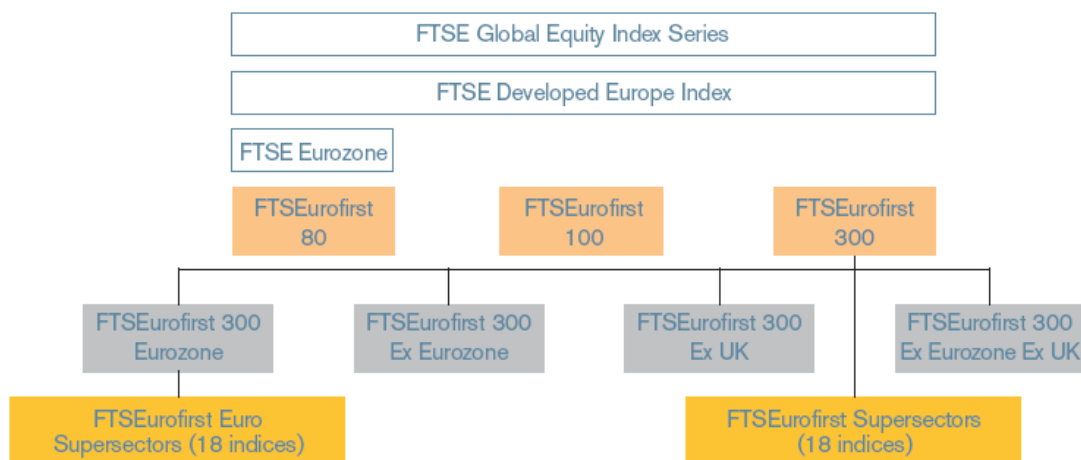 FTSE Global Equity Index Series
FTSE Developed Europe Index
FTSE Eurozone
FTSEurofirst
80
FTSEurofirst
100
FTSEurofirst
300
FTSEurofirst 300
Eurozone
FTSEurofirst 300
Ex Eurozone
FTSEurofirst 300
Ex UK
FTSEurofirst 300
Ex Eurozone Ex UK
FTSEurofirst Euro
Supersectors (18 indices)
FTSEurofirst Supersectors
(18 indices)